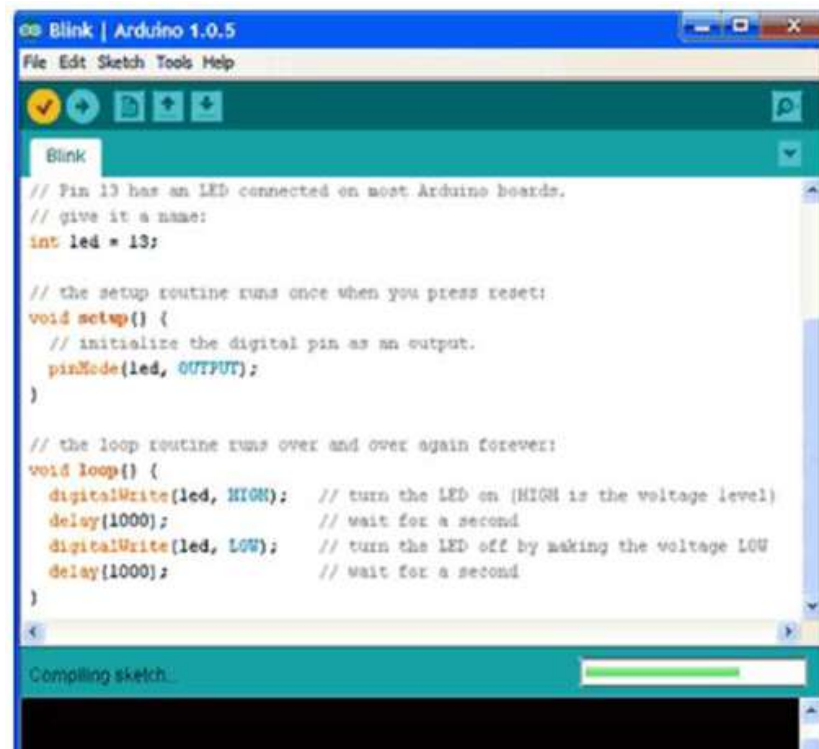 Blink | Arduino 1.0.5
File Edit Sketch Tools Help
Blink
// Pin 13 has an LED connected on most Arduino boards.
// give it a name:
int led = 13;
// the setup routine runs once when you press reset:
void setup() {
// initialize the digital pin as an output.
pinMode(led, OUTPUT);
}
// the loop routine runs over and over again forever:
void loop() {
digitalWrite(led, HIGH); // turn the LED on (HIGH is the voltage level)
delay(1000); // wait for a second
digitalWrite(led, LOW); // turn the LED off by making the voltage LOW
delay(1000); // wait for a second
}
Compiling sketch...